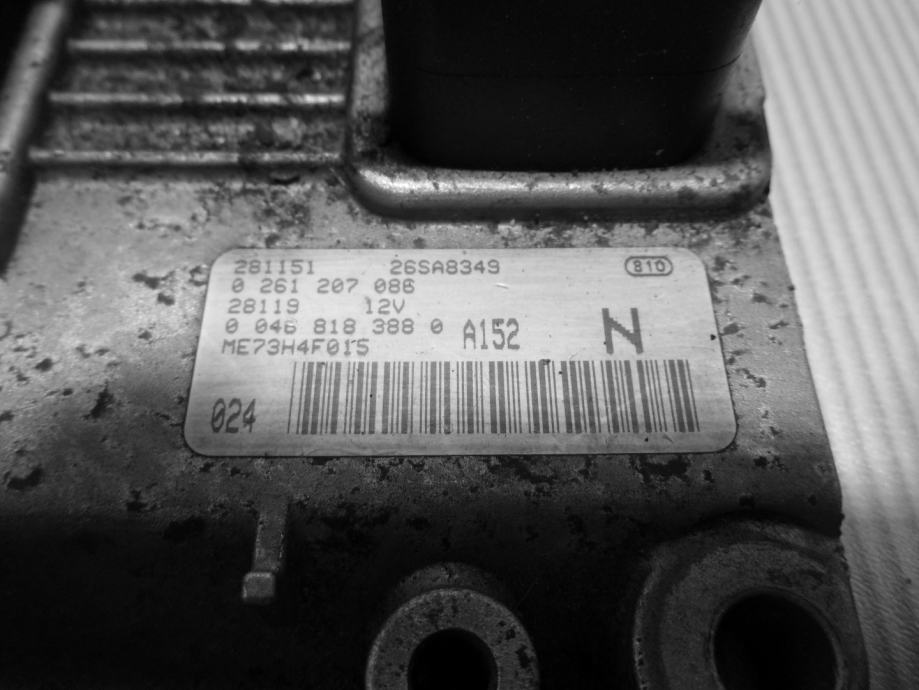 281151 26SA8349 810
0 261 207 086
28119 12V
0 046 818 388 0 A152 N
ME73H4F015
024